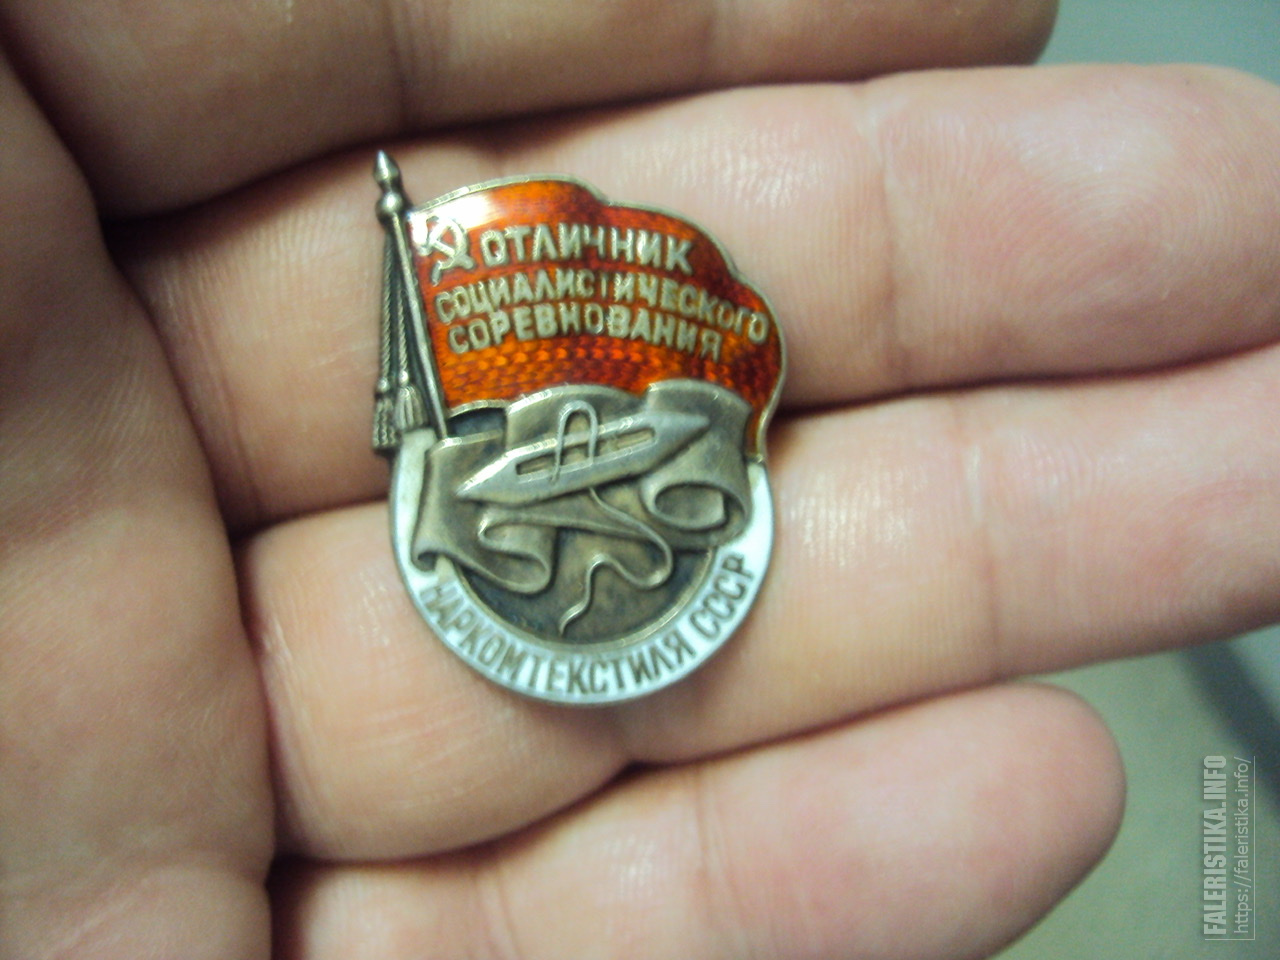 ОТЛИЧНИК
СОЦИАЛИСТИЧЕСКОГО
СОРЕВНОВАНИЯ
НАРКОМТЕКСТИЛЯ СССР
FALERISTIKA.INFO
https://faleristika.info/